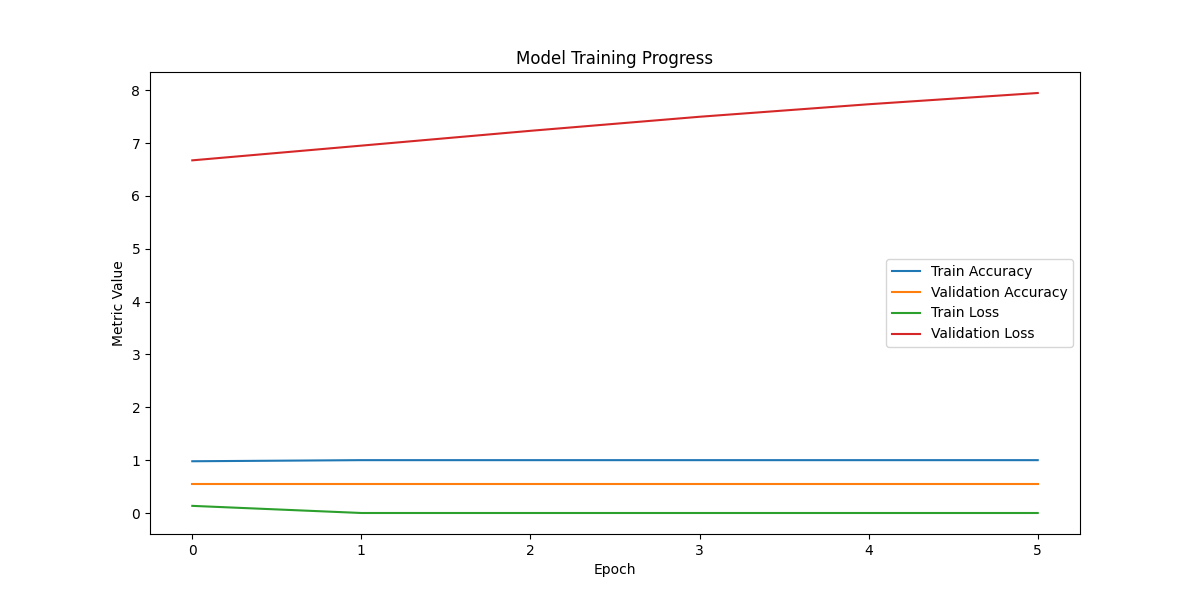 Model Training Progress
8
7
6
5
4
3
2
1
0
Metric Value
Train Accuracy
Validation Accuracy
Train Loss
Validation Loss
0 1 2 3 4 5
Epoch